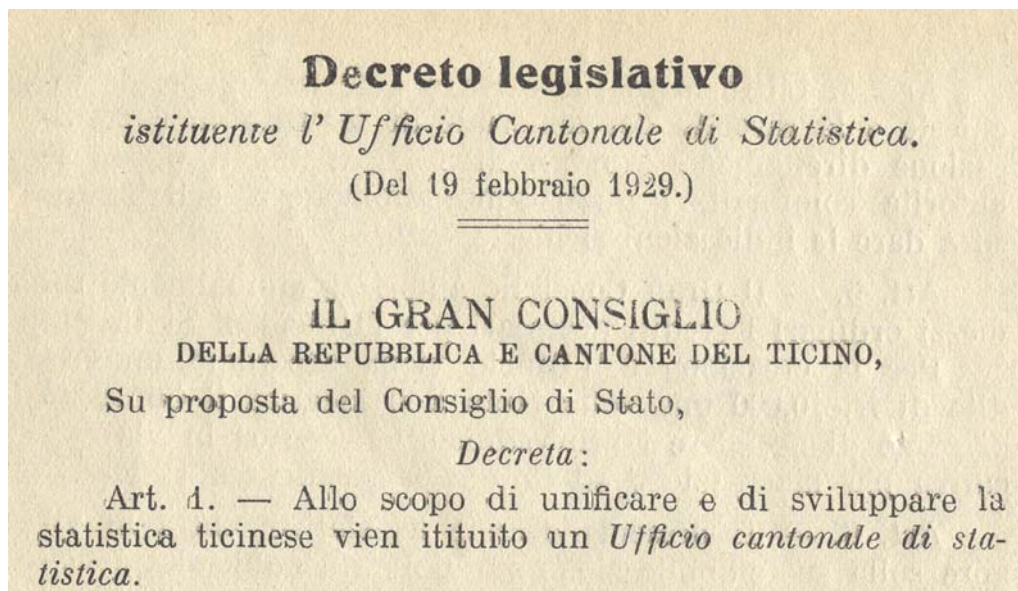 Decreto legislativo
istituente l' Ufficio Cantonale di Statistica.
(Del 19 febbraio 1929.)
IL GRAN CONSIGLIO
DELLA REPUBBLICA E CANTONE DEL TICINO,
Su proposta del Consiglio di Stato,
Decreta:
Art. 1. — Allo scopo di unificare e di sviluppare la
statistica ticinese vien itituito un Ufficio cantonale di sta-
tistica.